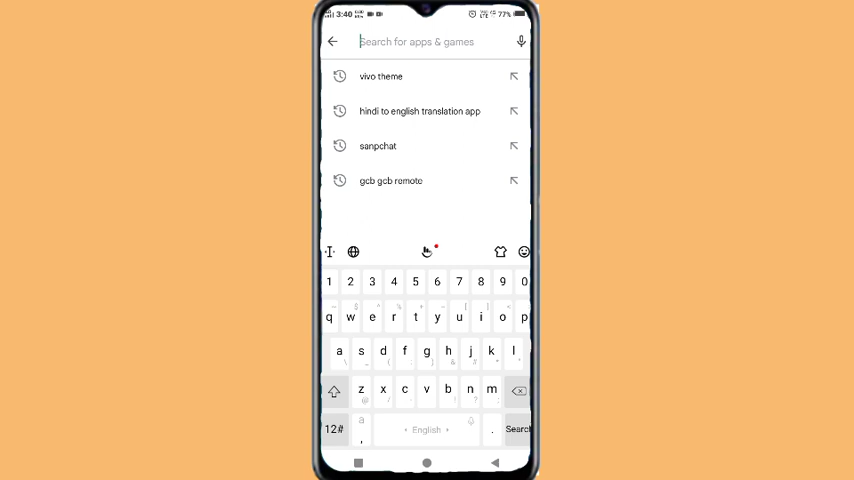 3:40 77%
Search for apps & games
vivo theme
hindi to english translation app
sanpchat
gcb gcb remote
1 2 3 4 5 6 7 8 9 0
q w e r t y u i o p
a s d f g h j k l
z x c v b n m
12# , English . Search